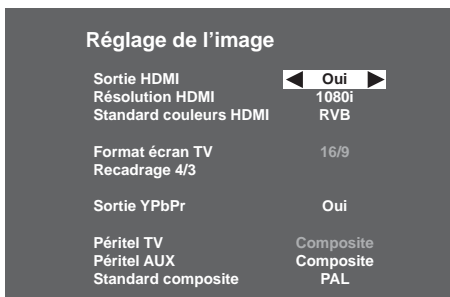 Réglage de l'image
Sortie HDMI Oui
Résolution HDMI 1080i
Standard couleurs HDMI RVB
Format écran TV 16/9
Recadrage 4/3
Sortie YPbPr Oui
Péritel TV Composite
Péritel AUX Composite
Standard composite PAL